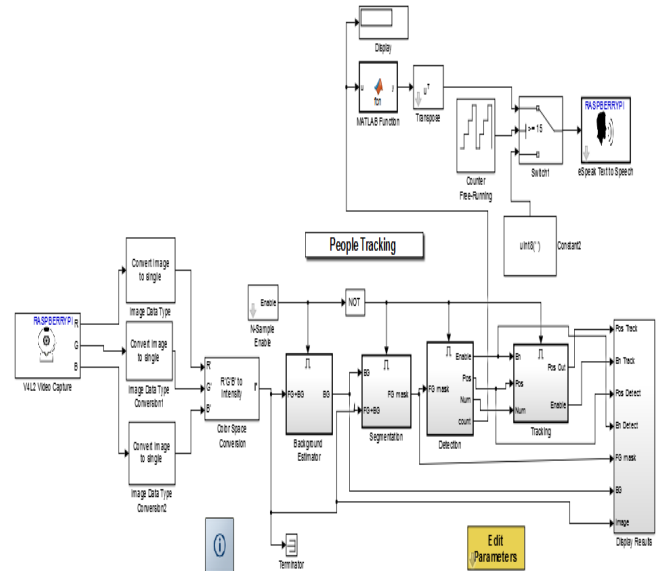 Display
u
fcn
y
MATLAB Function
uT
Transpose
Counter
Free-Running
>= 15
Switch1
RASPBERRYPI
eSpeak Text to Speech
uint8(' ')
Constant2
People Tracking
RASPBERRYPI
R
G
B
V4L2 Video Capture
Convert Image
to single
Image Data Type
Convert Image
to single
Image Data Type
Conversion1
Convert Image
to single
Image Data Type
Conversion2
R'
G'
B'
R'G'B' to
Intensity
I'
Color Space
Conversion
Enable
N-Sample
Enable
NOT
FG+BG
BG
Background
Estimator
BG
FG+BG
FG mask
Segmentation
FG mask
Enable
Pos
Num
count
Detection
En
Pos
Num
Pos Out
Enable
Tracking
Pos Track
En Track
Pos Detect
En Detect
FG mask
BG
Image
Display Results
i
Terminator
Edit
Parameters